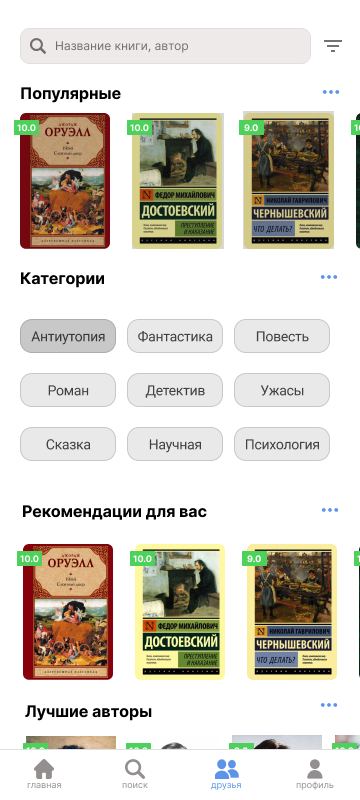 Название книги, автор
Популярные
10.0
10.0
9.0
ДЖОРДЖ
ОРУЭЛЛ
1984
Скотный двор
ФЕДОР МИХАЙЛОВИЧ
ДОСТОЕВСКИЙ
ПРЕСТУПЛЕНИЕ
И НАКАЗАНИЕ
НИКОЛАЙ ГАВРИЛОВИЧ
ЧЕРНЫШЕВСКИЙ
ЧТО ДЕЛАТЬ?
Категории
Антиутопия
Фантастика
Повесть
Роман
Детектив
Ужасы
Сказка
Научная
Психология
Рекомендации для вас
10.0
10.0
9.0
ДЖОРДЖ
ОРУЭЛЛ
1984
Скотный двор
ФЕДОР МИХАЙЛОВИЧ
ДОСТОЕВСКИЙ
ПРЕСТУПЛЕНИЕ
И НАКАЗАНИЕ
НИКОЛАЙ ГАВРИЛОВИЧ
ЧЕРНЫШЕВСКИЙ
ЧТО ДЕЛАТЬ?
Лучшие авторы
главная
поиск
друзья
профиль